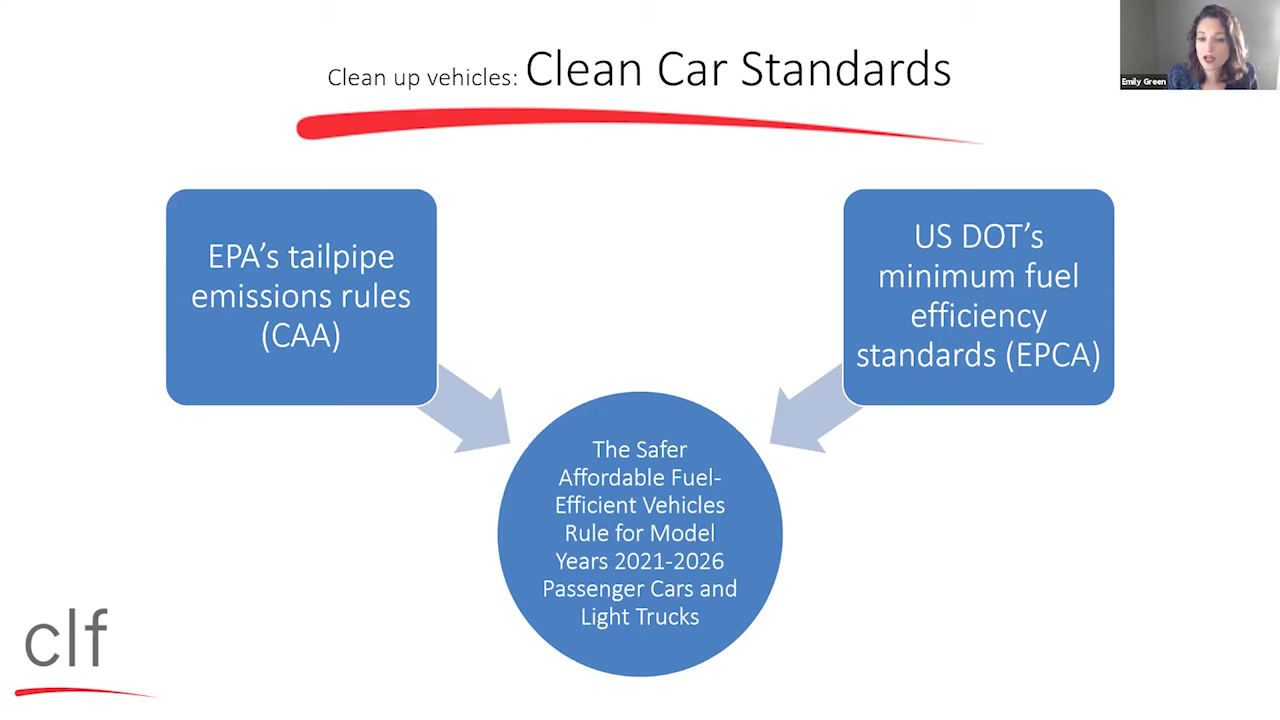 Clean up vehicles: Clean Car Standards
Emily Green
EPA’s tailpipe
emissions rules
(CAA)
US DOT’s
minimum fuel
efficiency
standards (EPCA)
The Safer
Affordable Fuel-
Efficient Vehicles
Rule for Model
Years 2021-2026
Passenger Cars and
Light Trucks
clf